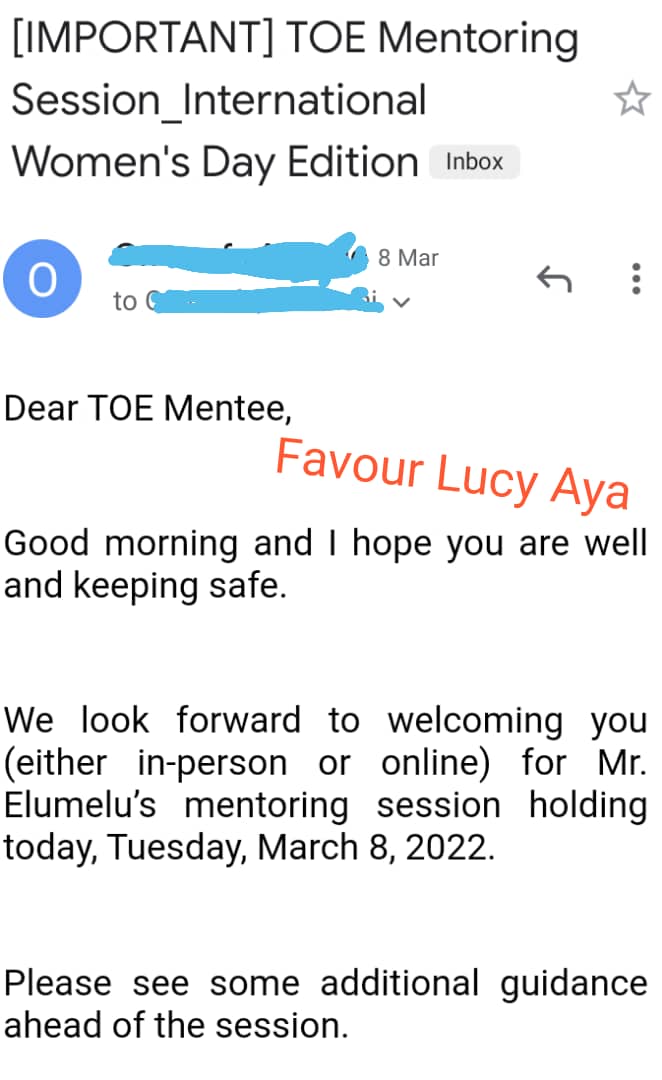 [IMPORTANT] TOE Mentoring
Session_International
Women's Day Edition Inbox
O
8 Mar
to
Dear TOE Mentee,
Favour Lucy Aya
Good morning and I hope you are well
and keeping safe.
We look forward to welcoming you
(either in-person or online) for Mr.
Elumelu’s mentoring session holding
today, Tuesday, March 8, 2022.
Please see some additional guidance
ahead of the session.